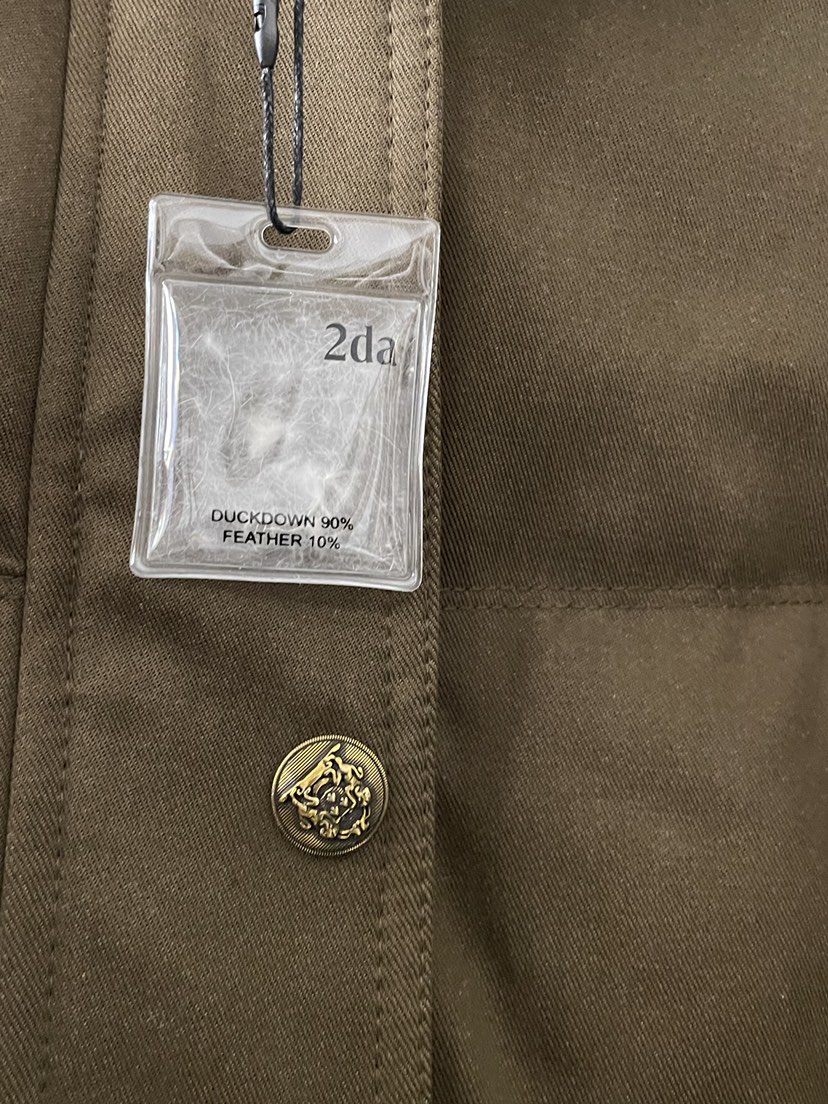 2da
DUCKDOWN 90%
FEATHER 10%